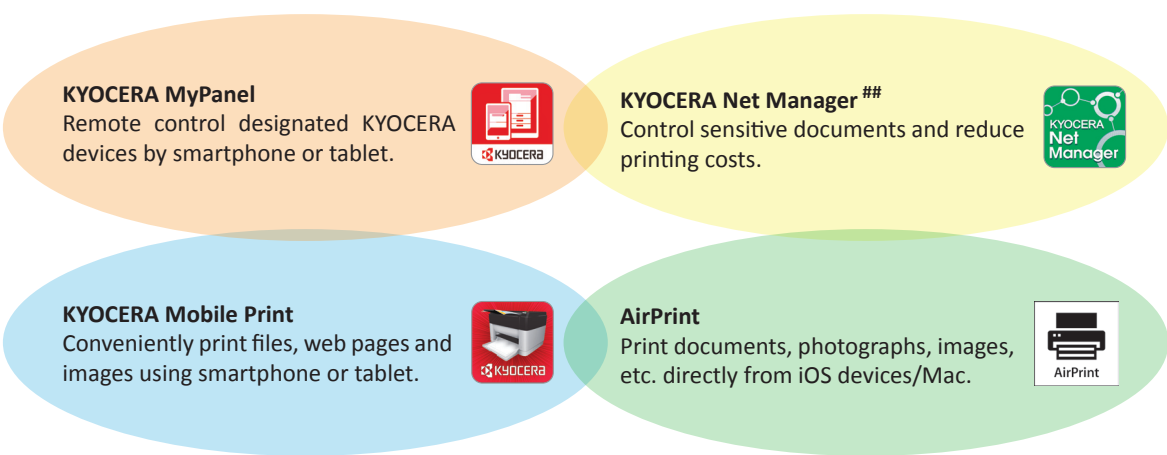 KYOCERA MyPanel
Remote control designated KYOCERA
devices by smartphone or tablet.
KYOCERA
KYOCERA Net Manager ##
Control sensitive documents and reduce
printing costs.
KYOCERA
Net
Manager
KYOCERA Mobile Print
Conveniently print files, web pages and
images using smartphone or tablet.
KYOCERA
AirPrint
Print documents, photographs, images,
etc. directly from iOS devices/Mac.
AirPrint